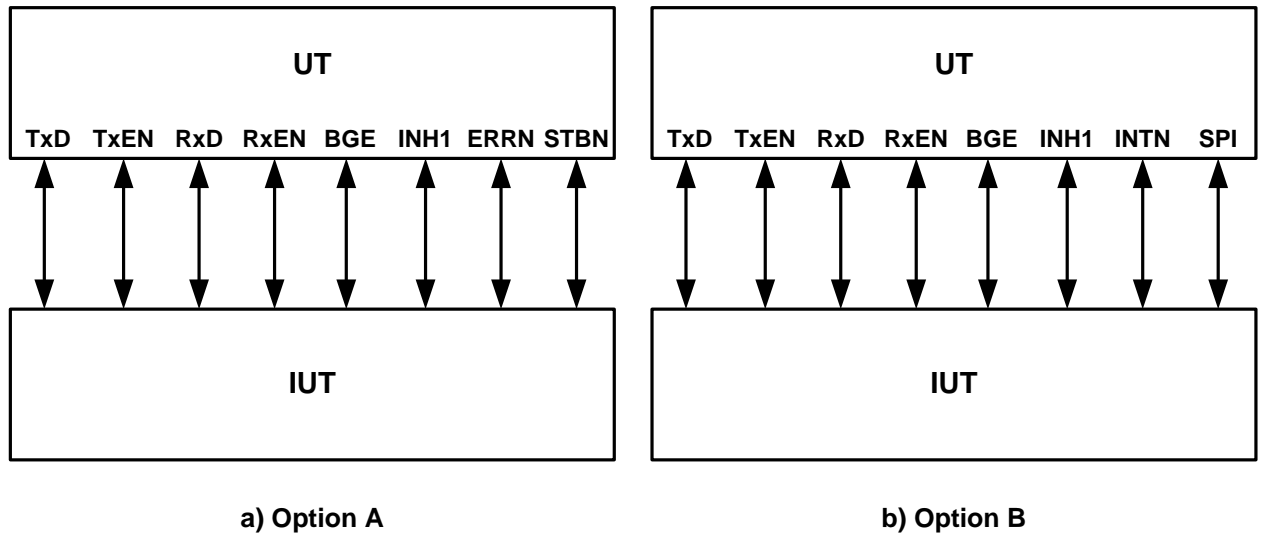 UT
TxD TxEN RxD RxEN BGE INH1 ERRN STBN
IUT
a) Option A
UT
TxD TxEN RxD RxEN BGE INH1 INTN SPI
IUT
b) Option B